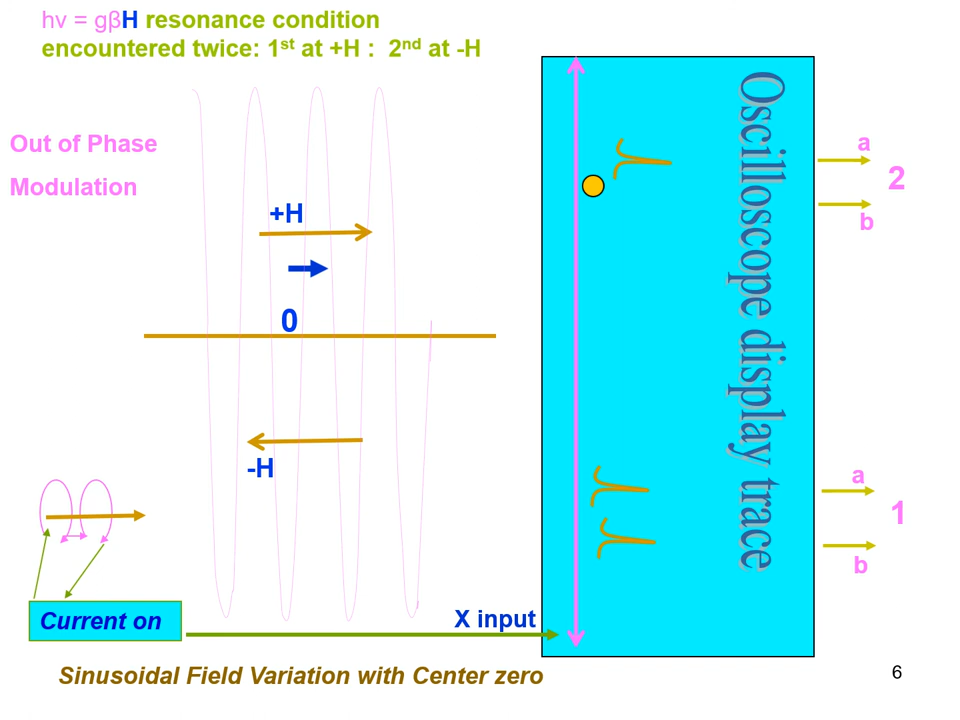 hν = gβH resonance condition
encountered twice: 1st at +H : 2nd at -H
Out of Phase
Modulation
+H
0
-H
Current on
X input
Sinusoidal Field Variation with Center zero
Oscilloscope display trace
a
2
b
a
1
b
6